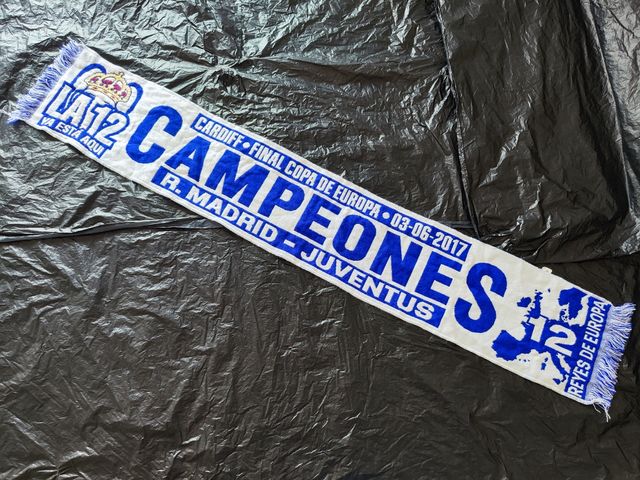 LA 12
YA ESTÁ AQUÍ
CARDIFF • FINAL COPA DE EUROPA • 03-06-2017
CAMPEONES
R. MADRID - JUVENTUS
12
REYES DE EUROPA